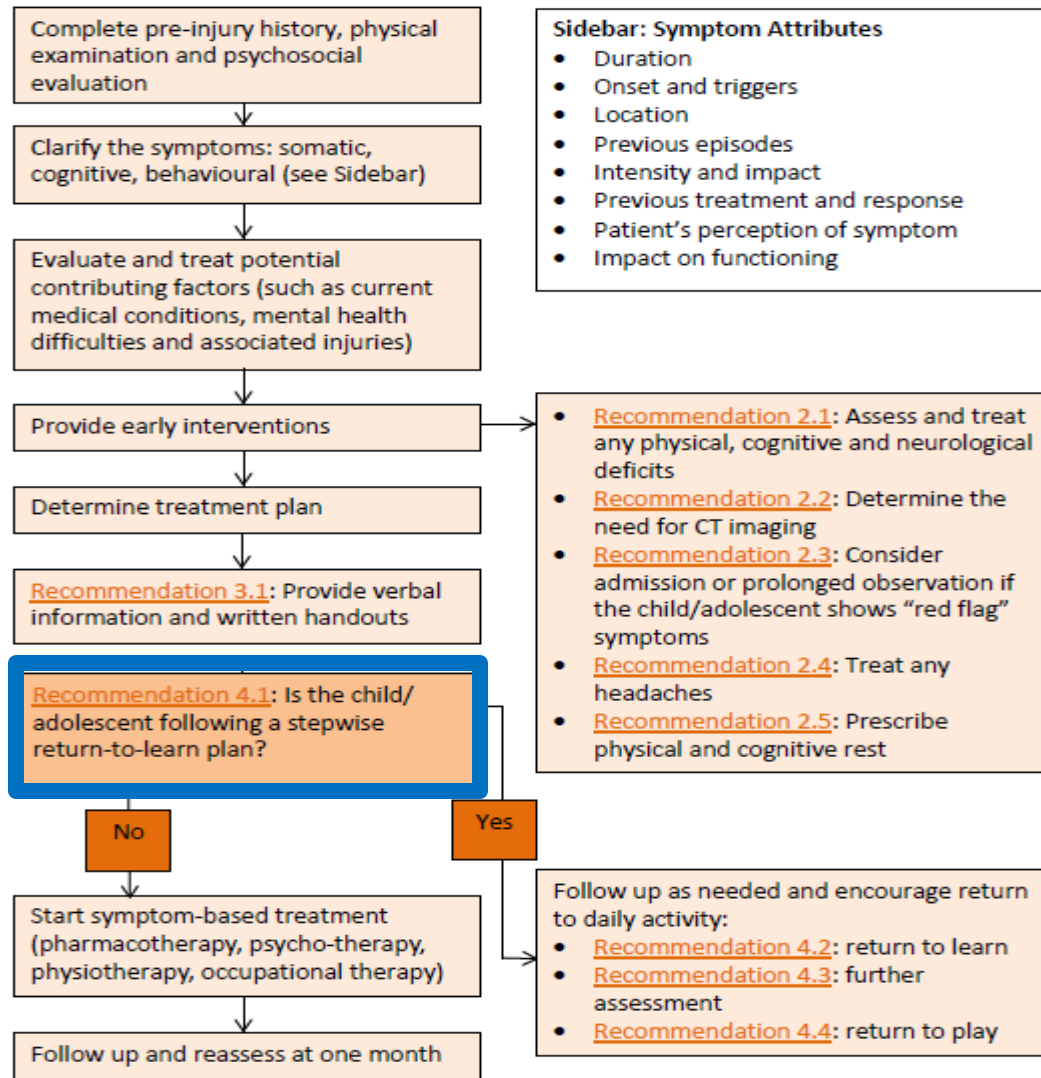 Complete pre-injury history, physical
examination and psychosocial
evaluation
Clarify the symptoms: somatic,
cognitive, behavioural (see Sidebar)
Evaluate and treat potential
contributing factors (such as current
medical conditions, mental health
difficulties and associated injuries)
Provide early interventions
Determine treatment plan
Recommendation 3.1: Provide verbal
information and written handouts
Recommendation 4.1: Is the child/
adolescent following a stepwise
return-to-learn plan?
No
Yes
Start symptom-based treatment
(pharmacotherapy, psycho-therapy,
physiotherapy, occupational therapy)
Follow up and reassess at one month
Sidebar: Symptom Attributes
• Duration
• Onset and triggers
• Location
• Previous episodes
• Intensity and impact
• Previous treatment and response
• Patient's perception of symptom
• Impact on functioning
• Recommendation 2.1: Assess and treat
any physical, cognitive and neurological
deficits
• Recommendation 2.2: Determine the
need for CT imaging
• Recommendation 2.3: Consider
admission or prolonged observation if
the child/adolescent shows “red flag”
symptoms
• Recommendation 2.4: Treat any
headaches
• Recommendation 2.5: Prescribe
physical and cognitive rest
Follow up as needed and encourage return
to daily activity:
• Recommendation 4.2: return to learn
• Recommendation 4.3: further
assessment
• Recommendation 4.4: return to play